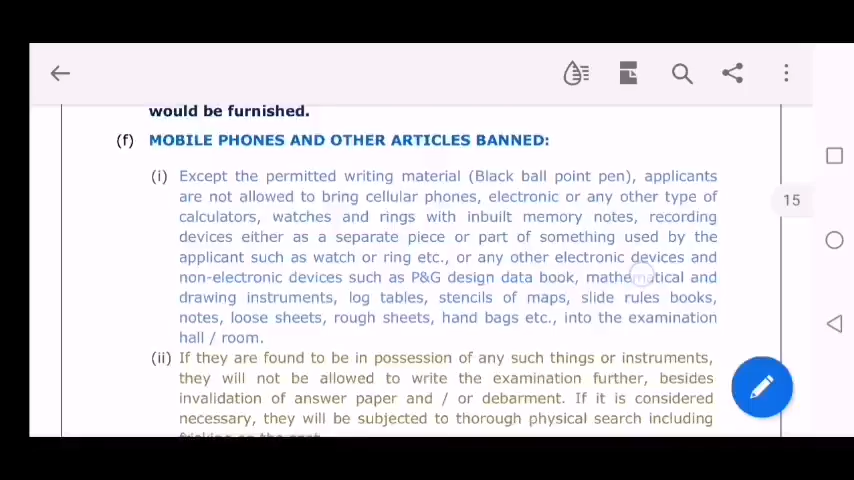 would be furnished.
(f) MOBILE PHONES AND OTHER ARTICLES BANNED:
(i) Except the permitted writing material (Black ball point pen), applicants
are not allowed to bring cellular phones, electronic or any other type of
calculators, watches and rings with inbuilt memory notes, recording
devices either as a separate piece or part of something used by the
applicant such as watch or ring etc., or any other electronic devices and
non-electronic devices such as P&G design data book, mathematical and
drawing instruments, log tables, stencils of maps, slide rules books,
notes, loose sheets, rough sheets, hand bags etc., into the examination
hall / room.
(ii) If they are found to be in possession of any such things or instruments,
they will not be allowed to write the examination further, besides
invalidation of answer paper and / or debarment. If it is considered
necessary, they will be subjected to thorough physical search including
15